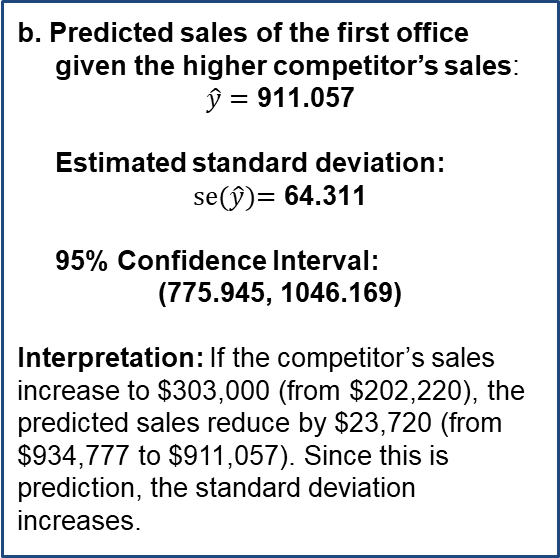 b. Predicted sales of the first office
given the higher competitor’s sales:
ŷ = 911.057
Estimated standard deviation:
se(ŷ)= 64.311
95% Confidence Interval:
(775.945, 1046.169)
Interpretation: If the competitor’s sales
increase to $303,000 (from $202,220), the
predicted sales reduce by $23,720 (from
$934,777 to $911,057). Since this is
prediction, the standard deviation
increases.